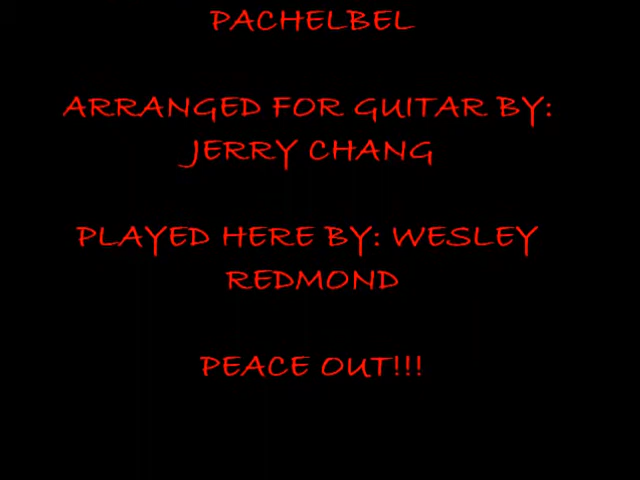 PACHELBEL
ARRANGED FOR GUITAR BY:
JERRY CHANG
PLAYED HERE BY: WESLEY
REDMOND
PEACE OUT!!!